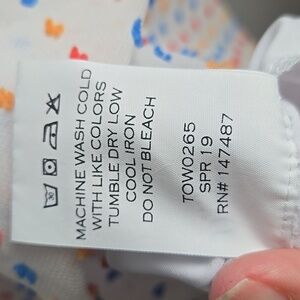 MACHINE WASH COLD
WITH LIKE COLORS
TUMBLE DRY LOW
COOL IRON
DO NOT BLEACH
TOW0265
SPR 19
RN# 147487